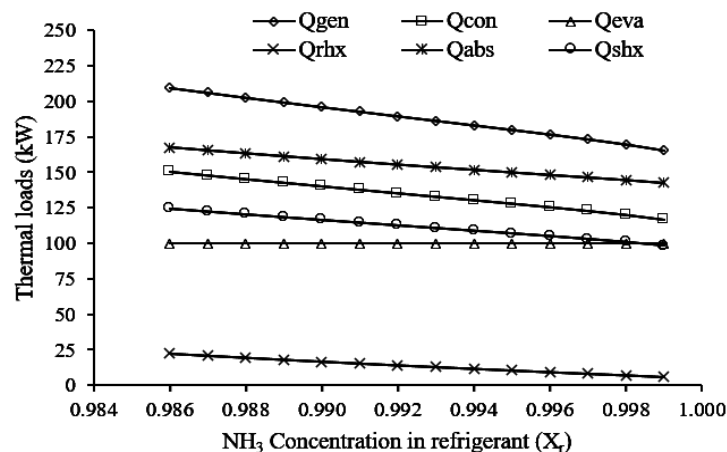 Qgen Qcon Qeva
Qrhx Qabs Qshx
250
225
200
175
150
125
100
75
50
25
0
Thermal loads (kW)
0.984 0.986 0.988 0.990 0.992 0.994 0.996 0.998 1.000
NH₃ Concentration in refrigerant (Xᵣ)